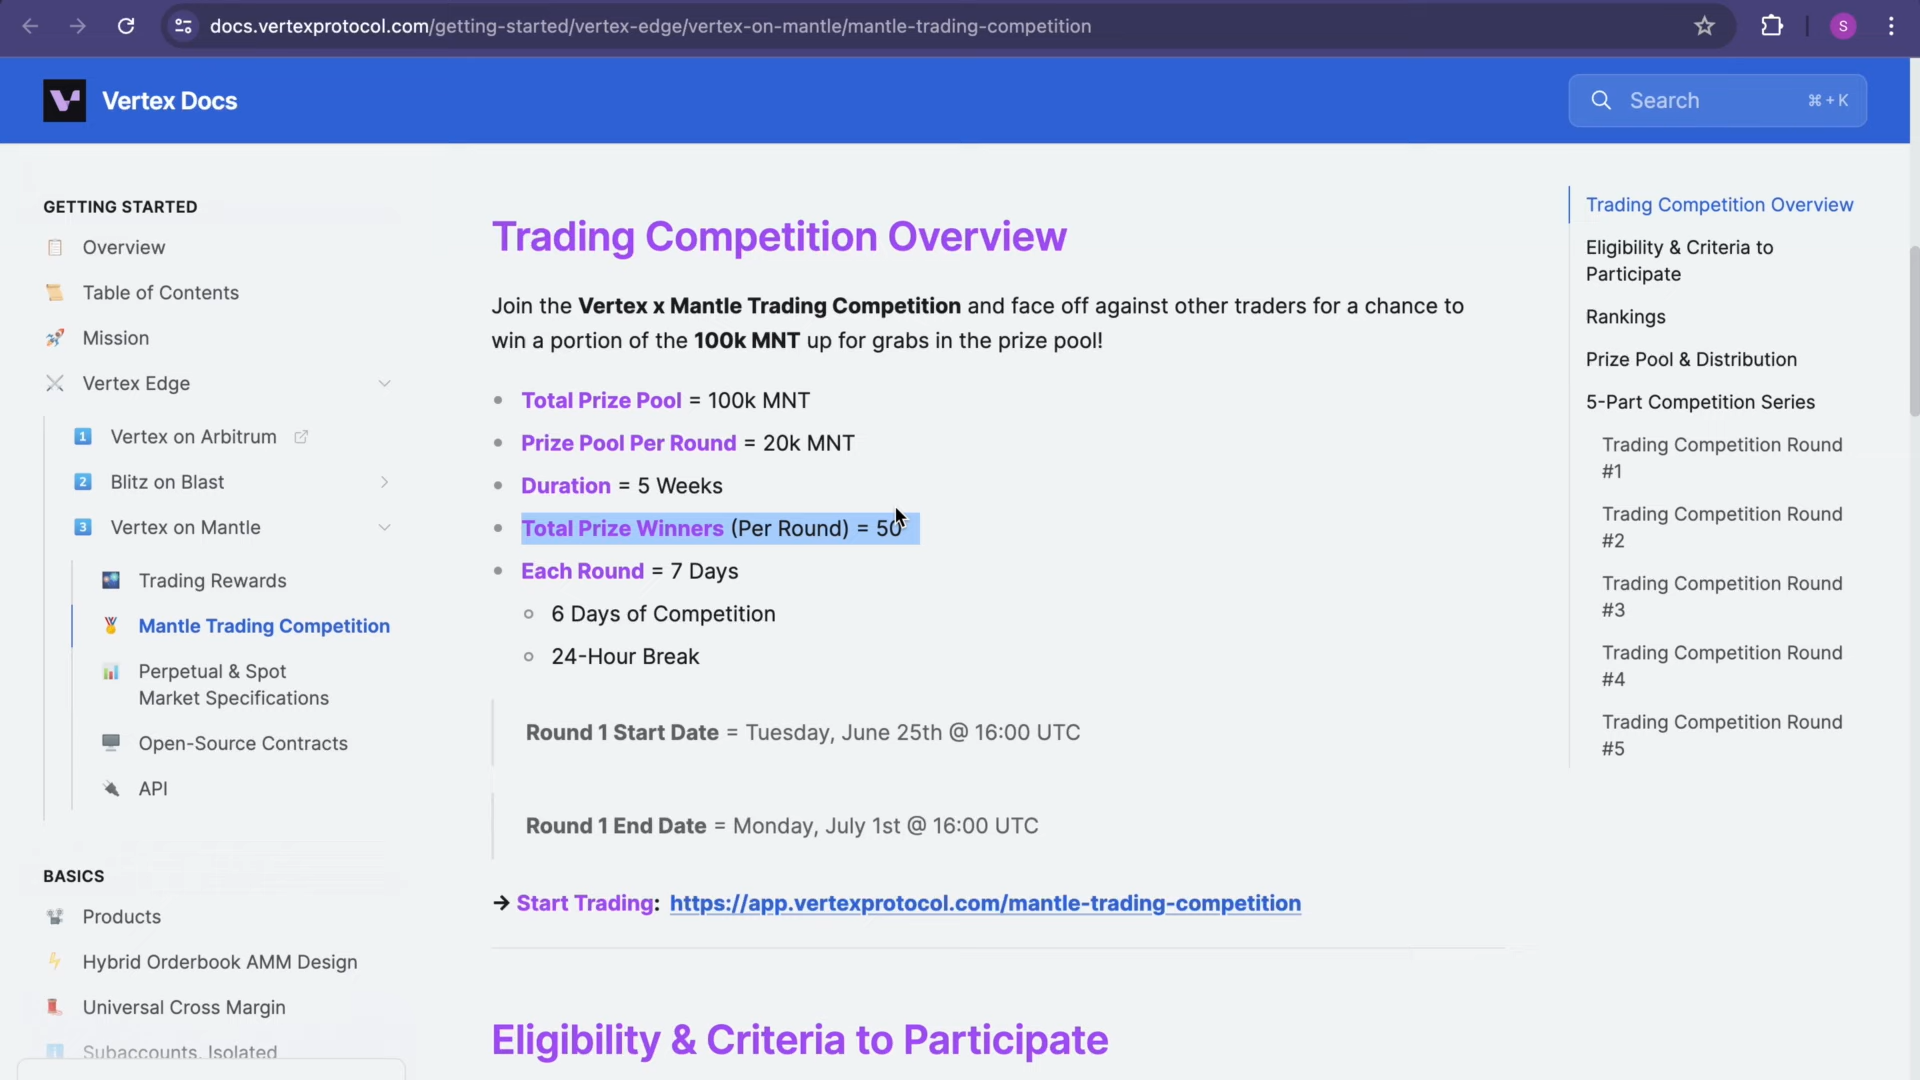 docs.vertexprotocol.com/getting-started/vertex-edge/vertex-on-mantle/mantle-trading-competition
S
Vertex Docs
Search
⌘ + K
GETTING STARTED
Overview
Table of Contents
Mission
Vertex Edge
1 Vertex on Arbitrum
2 Blitz on Blast
3 Vertex on Mantle
Trading Rewards
Mantle Trading Competition
Perpetual & Spot
Market Specifications
Open-Source Contracts
API
BASICS
Products
Hybrid Orderbook AMM Design
Universal Cross Margin
Subaccounts, Isolated
Trading Competition Overview
Join the Vertex x Mantle Trading Competition and face off against other traders for a chance to
win a portion of the 100k MNT up for grabs in the prize pool!
• Total Prize Pool = 100k MNT
• Prize Pool Per Round = 20k MNT
• Duration = 5 Weeks
• Total Prize Winners (Per Round) = 50
• Each Round = 7 Days
◦ 6 Days of Competition
◦ 24-Hour Break
Round 1 Start Date = Tuesday, June 25th @ 16:00 UTC
Round 1 End Date = Monday, July 1st @ 16:00 UTC
→ Start Trading: https://app.vertexprotocol.com/mantle-trading-competition
Eligibility & Criteria to Participate
Trading Competition Overview
Eligibility & Criteria to
Participate
Rankings
Prize Pool & Distribution
5-Part Competition Series
Trading Competition Round
#1
Trading Competition Round
#2
Trading Competition Round
#3
Trading Competition Round
#4
Trading Competition Round
#5